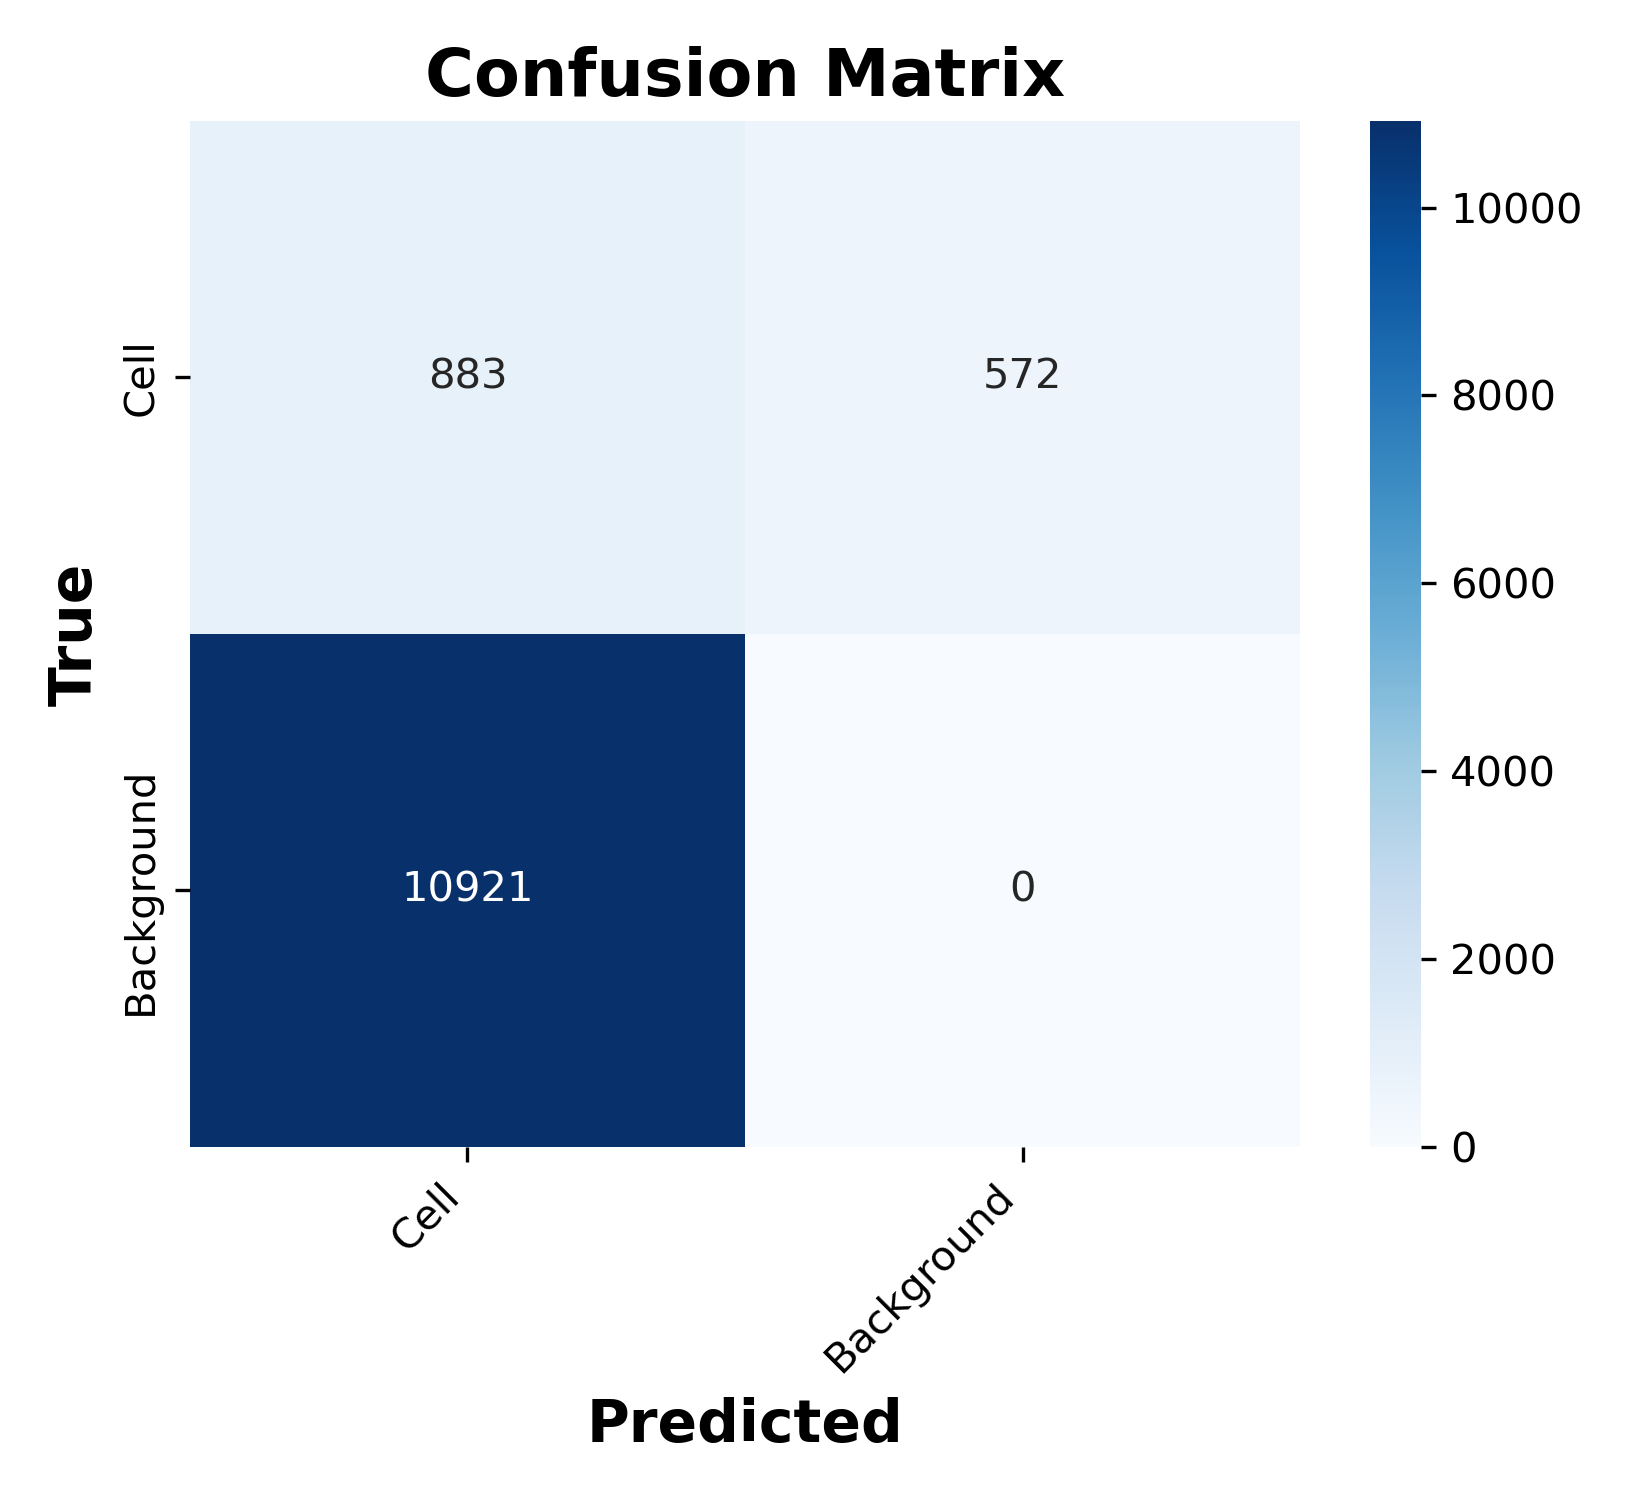 Confusion Matrix
True
Cell
Background
883
572
10921
0
Cell
Background
Predicted
10000
8000
6000
4000
2000
0